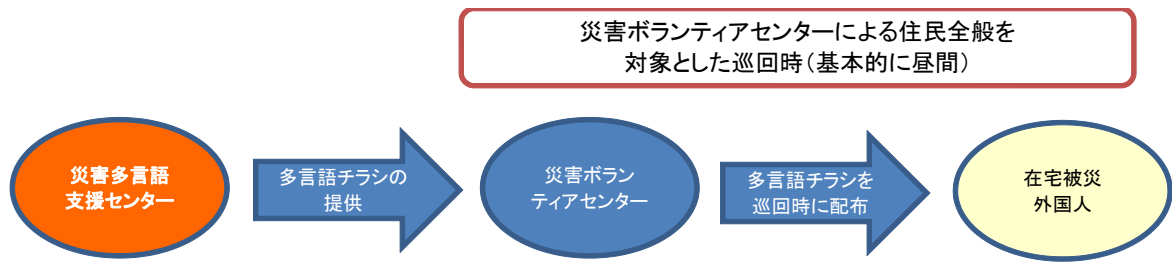 災害ボランティアセンターによる住民全般を
対象とした巡回時(基本的に昼間)
災害多言語
支援センター
多言語チラシの
提供
災害ボラン
ティアセンター
多言語チラシを
巡回時に配布
在宅被災
外国人